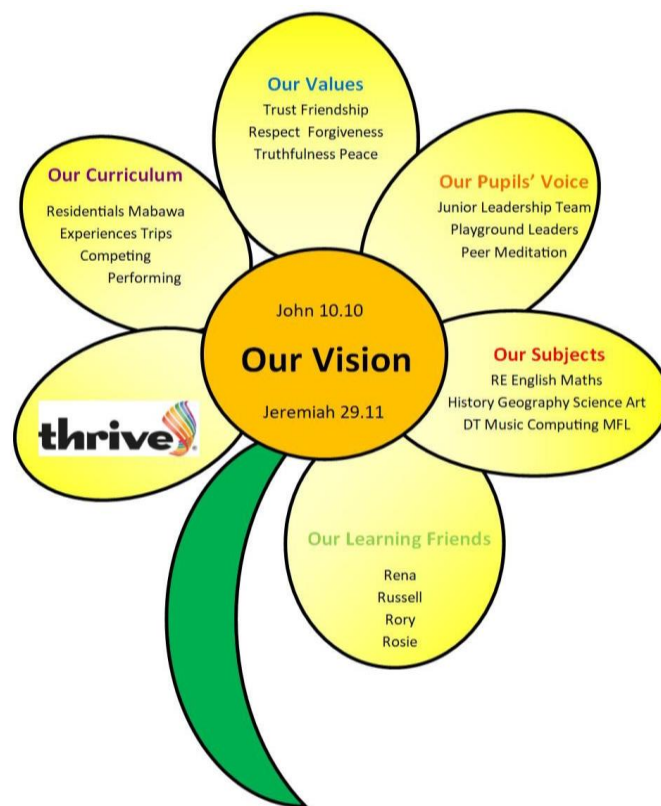 Our Values
Trust Friendship
Respect Forgiveness
Truthfulness Peace
Our Curriculum
Residentials Mabawa
Experiences Trips
Competing
Performing
Our Pupils’ Voice
Junior Leadership Team
Playground Leaders
Peer Meditation
John 10.10
Our Vision
Jeremiah 29.11
Our Subjects
RE English Maths
History Geography Science Art
DT Music Computing MFL
thrive
Our Learning Friends
Rena
Russell
Rory
Rosie